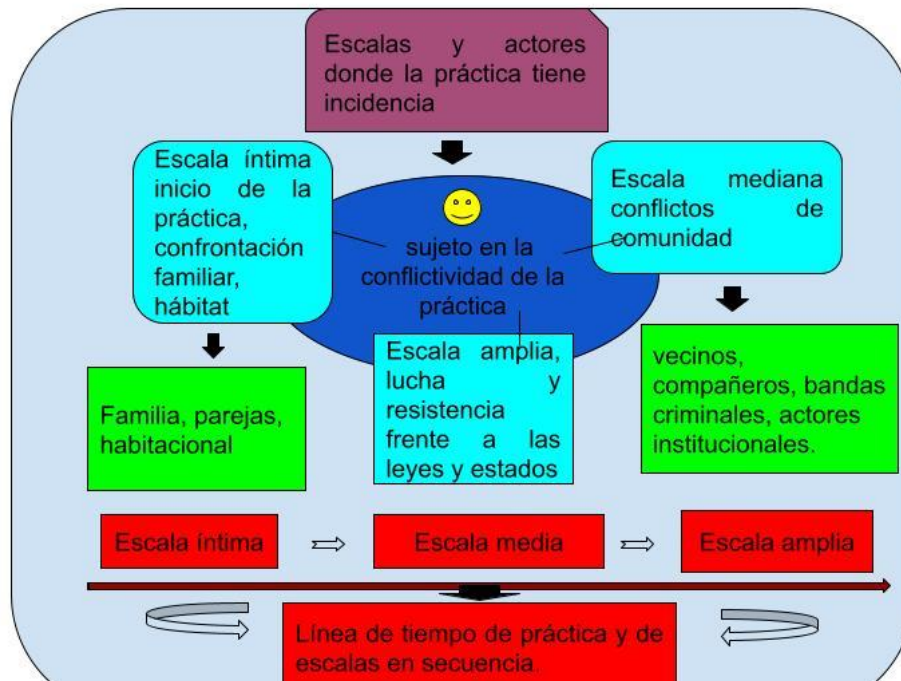 Escalas y actores
donde la práctica tiene
incidencia
Escala íntima
inicio de la
práctica,
confrontación
familiar,
hábitat
Escala mediana
conflictos de
comunidad
sujeto en la
conflictividad de la
práctica
Escala amplia,
lucha y
resistencia
frente a las
leyes y estados
Familia, parejas,
habitacional
vecinos,
compañeros, bandas
criminales, actores
institucionales.
Escala íntima
Escala media
Escala amplia
Línea de tiempo de práctica y de
escalas en secuencia.